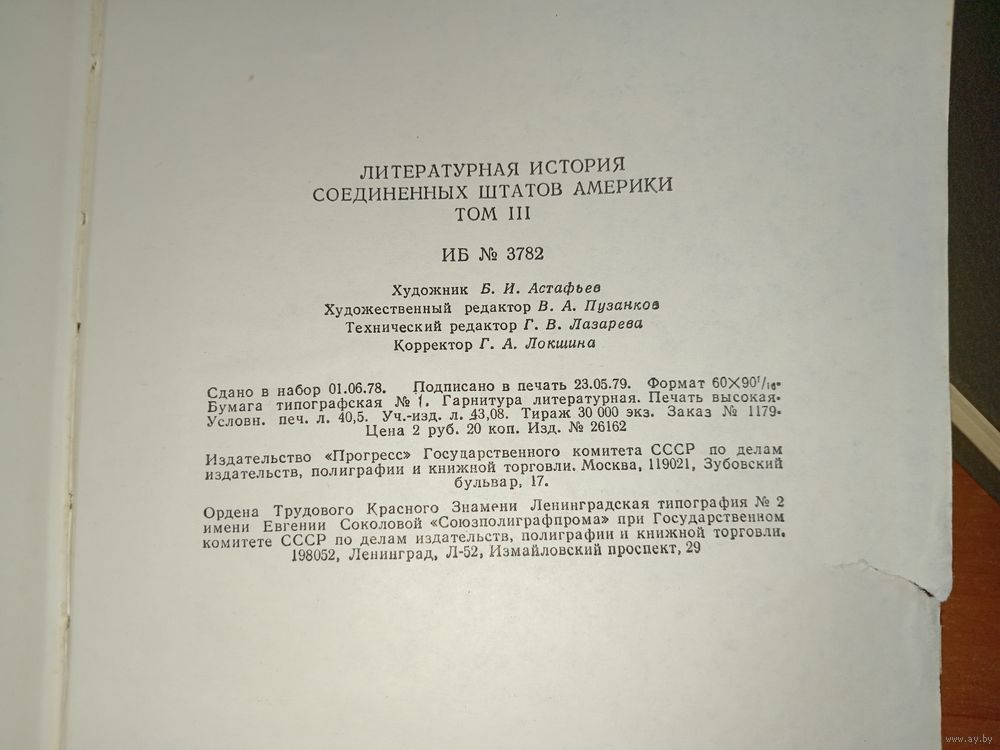 ЛИТЕРАТУРНАЯ ИСТОРИЯ
СОЕДИНЕННЫХ ШТАТОВ АМЕРИКИ
ТОМ III
ИБ № 3782
Художник Б. И. Астафьев
Художественный редактор В. А. Пузанков
Технический редактор Г. В. Лазарева
Корректор Г. А. Локшина
Сдано в набор 01.06.78. Подписано в печать 23.05.79. Формат 60×90¹/₁₆.
Бумага типографская № 1. Гарнитура литературная. Печать высокая.
Условн. печ. л. 40,5. Уч.-изд. л. 43,08. Тираж 30 000 экз. Заказ № 1179.
Цена 2 руб. 20 коп. Изд. № 26162
Издательство «Прогресс» Государственного комитета СССР по делам
издательств, полиграфии и книжной торговли. Москва, 119021, Зубовский
бульвар, 17.
Ордена Трудового Красного Знамени Ленинградская типография № 2
имени Евгении Соколовой «Союзполиграфпрома» при Государственном
комитете СССР по делам издательств, полиграфии и книжной торговли.
198052, Ленинград, Л-52, Измайловский проспект, 29
www.ay.by